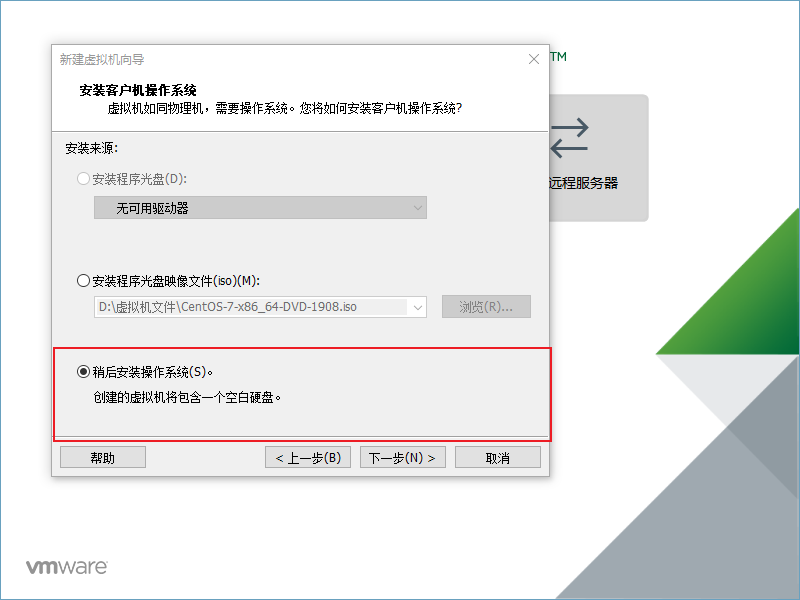 新建虚拟机向导
TM
安装客户机操作系统
虚拟机如同物理机，需要操作系统。您将如何安装客户机操作系统?
安装来源:
安装程序光盘(D):
远程服务器
无可用驱动器
安装程序光盘映像文件(iso)(M):
D:\虚拟机文件\CentOS-7-x86_64-DVD-1908.iso
浏览(R)...
稍后安装操作系统(S)。
创建的虚拟机将包含一个空白硬盘。
帮助
< 上一步(B)
下一步(N) >
取消
vmware